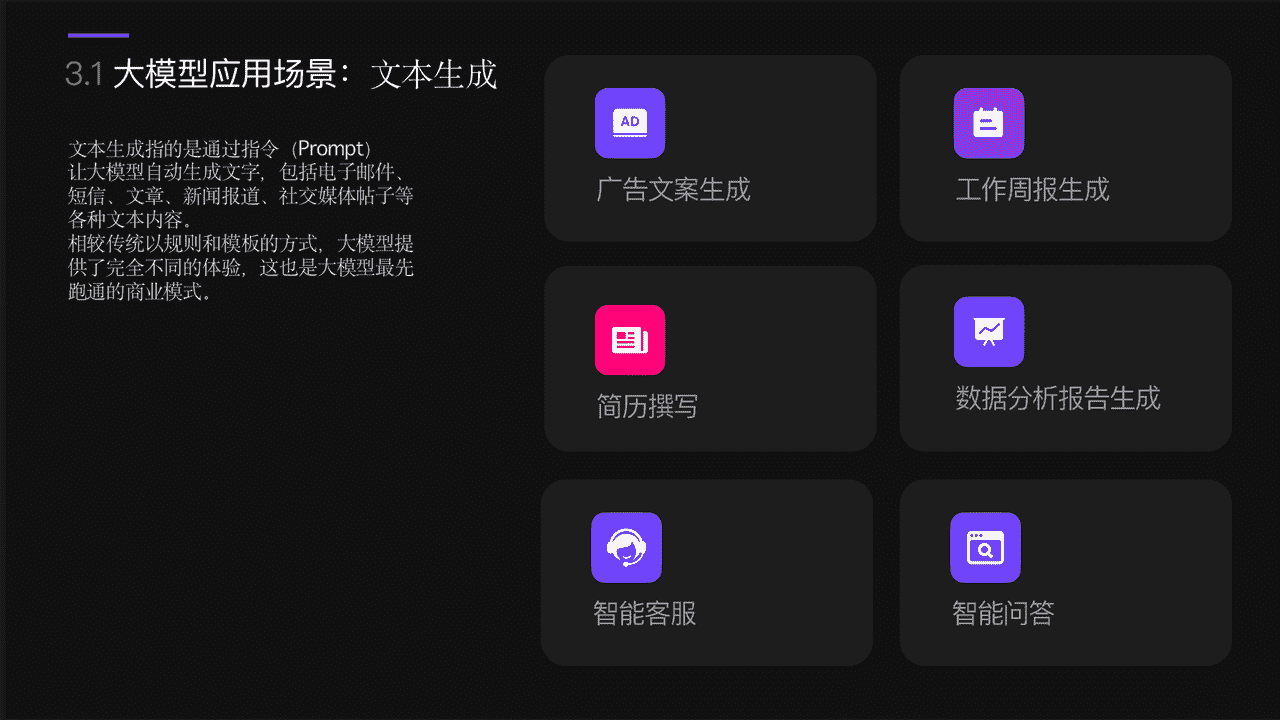 3.1 大模型应用场景： 文本生成
文本生成指的是通过指令（Prompt）
让大模型自动生成文字，包括电子邮件、
短信、文章、新闻报道、社交媒体帖子等
各种文本内容。
相较传统以规则和模板的方式，大模型提
供了完全不同的体验，这也是大模型最先
跑通的商业模式。
AD
广告文案生成
工作周报生成
简历撰写
数据分析报告生成
智能客服
智能问答